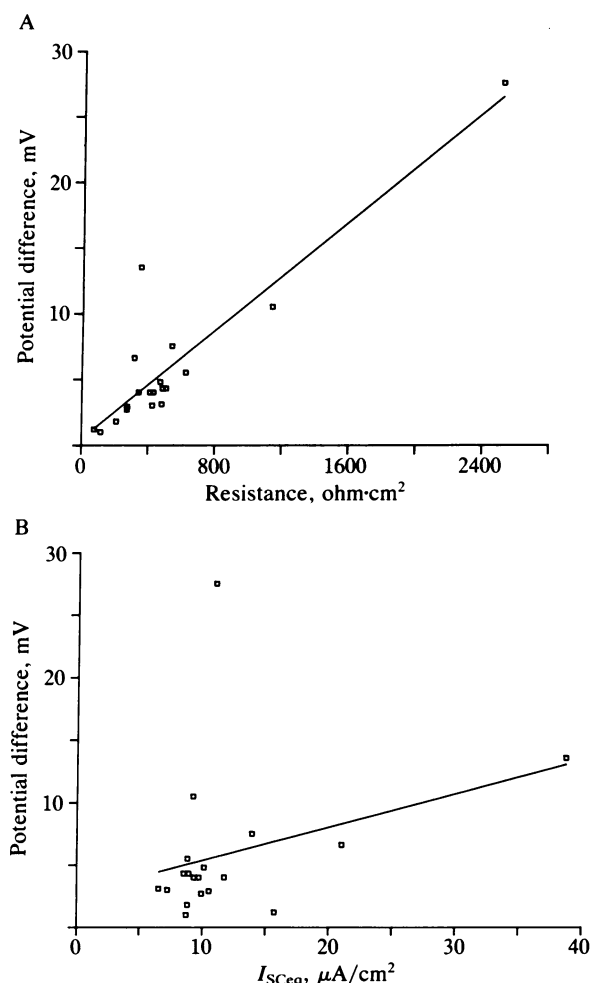 A
30
20
10
Potential difference, mV
0
800
1600
2400
Resistance, ohm·cm²
B
30
20
10
Potential difference, mV
0
10
20
30
40
I_SCeq, μA/cm²